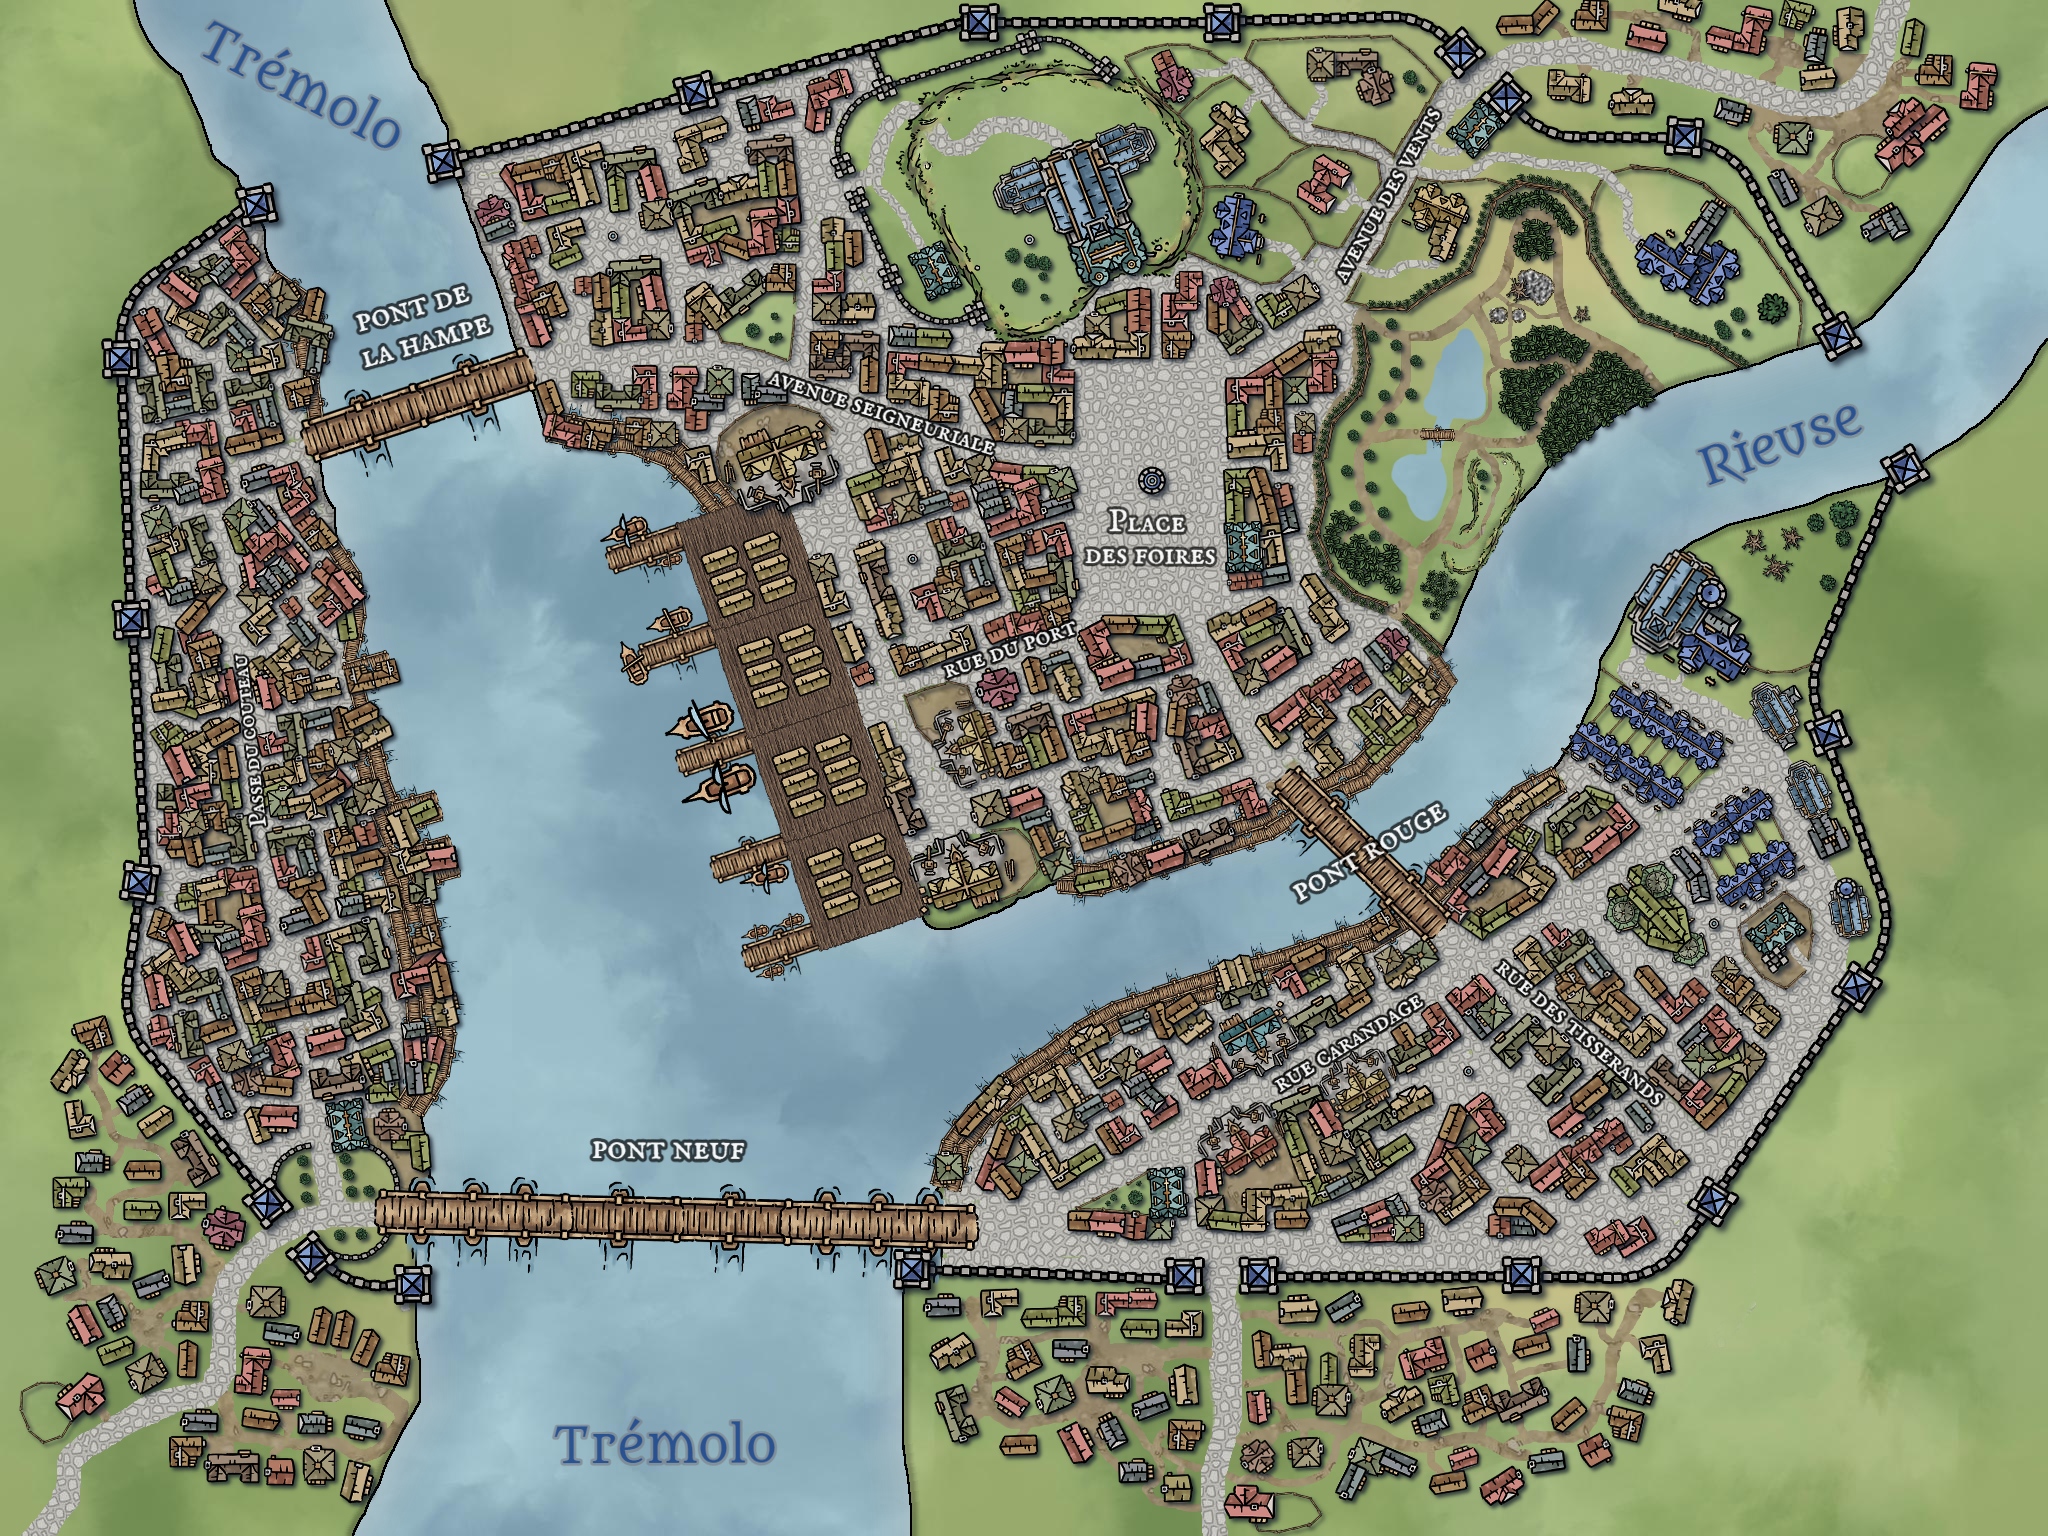 Trémolo
PONT DE
LA HAMPE
AVENUE DES VENTS
AVENUE SEIGNEURIALE
Rieuse
PLACE
DES FOIRES
RUE DU PORT
PASSE DU COUTEAU
PONT ROUGE
RUE DES TISSERANDS
RUE CARANDAGE
PONT NEUF
Trémolo